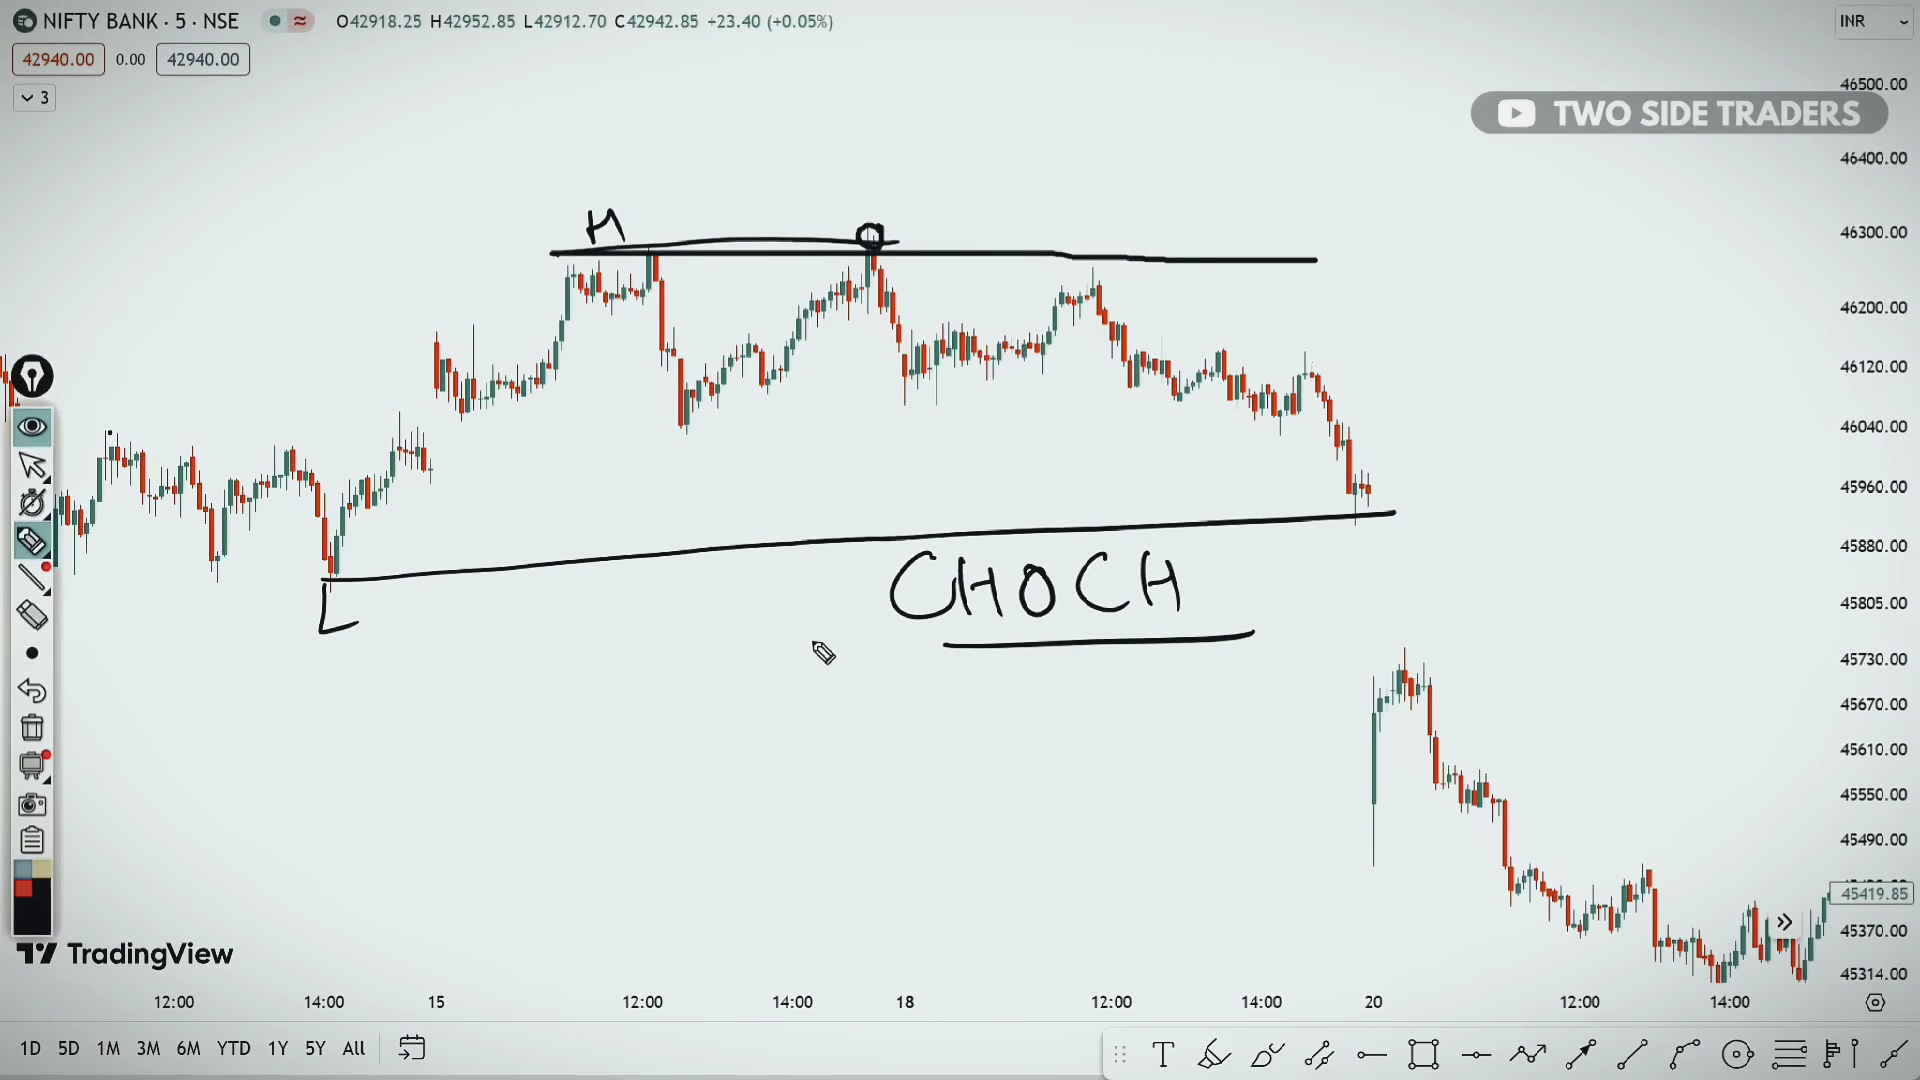 NIFTY BANK · 5 · NSE O42918.25 H42952.85 L42912.70 C42942.85 +23.40 (+0.05%) INR
42940.00 0.00 42940.00
3
46500.00
TWO SIDE TRADERS
46400.00
H
46300.00
46200.00
46120.00
46040.00
45960.00
45880.00
CHOCH
45805.00
L
45730.00
45670.00
45610.00
45550.00
45490.00
45419.85
45370.00
TradingView
45314.00
12:00 14:00 15 12:00 14:00 18 12:00 14:00 20 12:00 14:00
1D 5D 1M 3M 6M YTD 1Y 5Y All